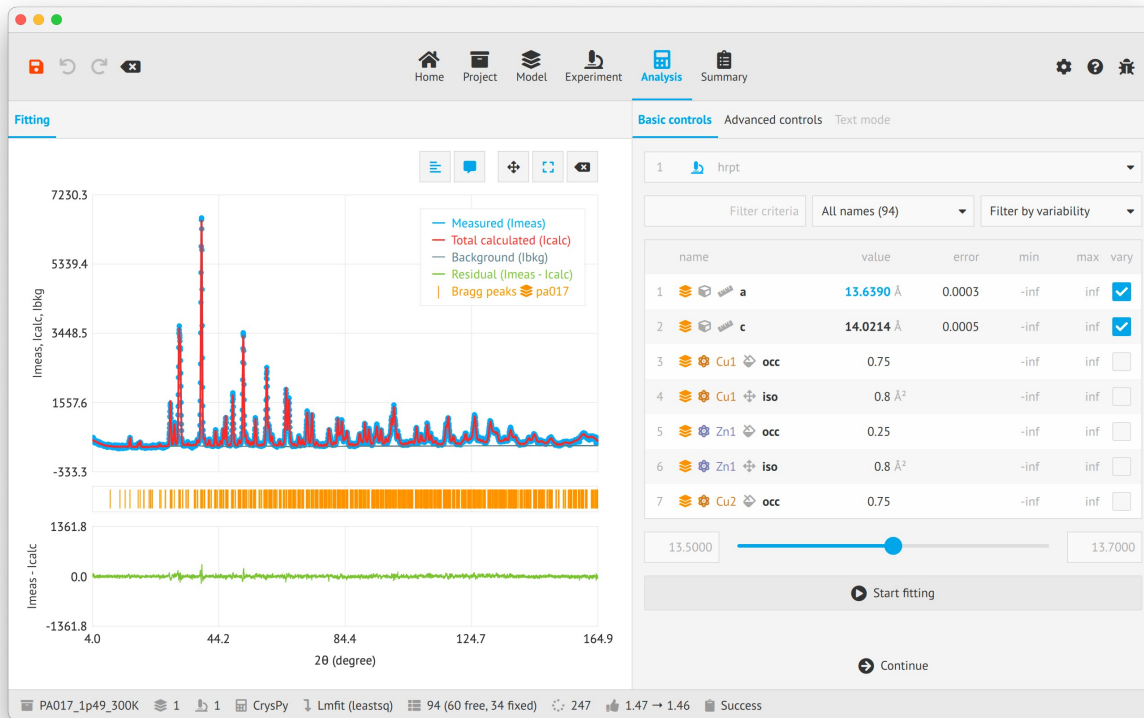 Home Project Model Experiment Analysis Summary
Fitting
Basic controls Advanced controls Text mode
1 hrpt
Filter criteria All names (94) Filter by variability
name value error min max vary
1 a 13.6390 Å 0.0003 -inf inf
2 c 14.0214 Å 0.0005 -inf inf
3 Cu1 occ 0.75 -inf inf
4 Cu1 iso 0.8 Å² -inf inf
5 Zn1 occ 0.25 -inf inf
6 Zn1 iso 0.8 Å² -inf inf
7 Cu2 occ 0.75 -inf inf
13.5000 13.7000
Start fitting
Continue
7230.3
5339.4
3448.5
1557.6
-333.3
Imeas, Icalc, Ibkg
Measured (Imeas)
Total calculated (Icalc)
Background (Ibkg)
Residual (Imeas - Icalc)
Bragg peaks pa017
1361.8
0.0
-1361.8
Imeas - Icalc
4.0 44.2 84.4 124.7 164.9
2θ (degree)
PA017_1p49_300K 1 1 CrysPy Lmfit (leastsq) 94 (60 free, 34 fixed) 247 1.47 → 1.46 Success